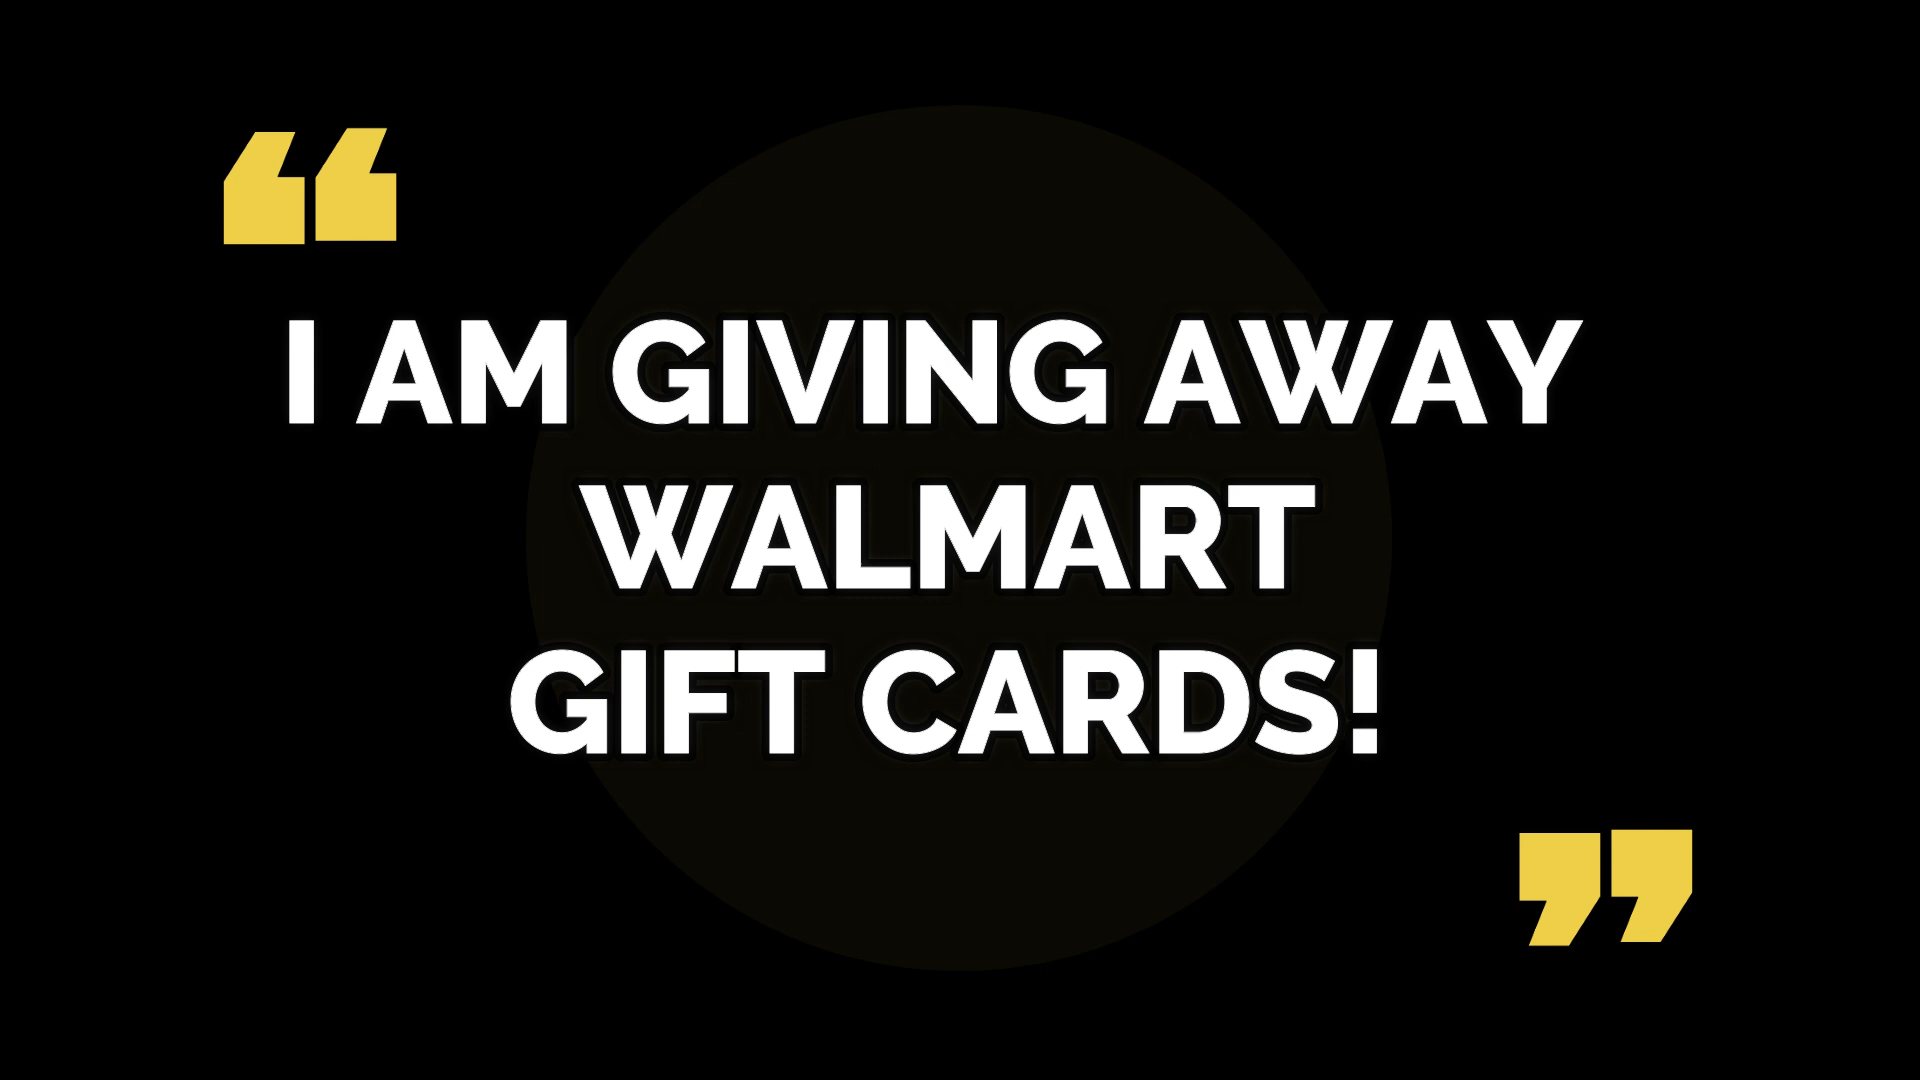 “
I AM GIVING AWAY
WALMART
GIFT CARDS!
”